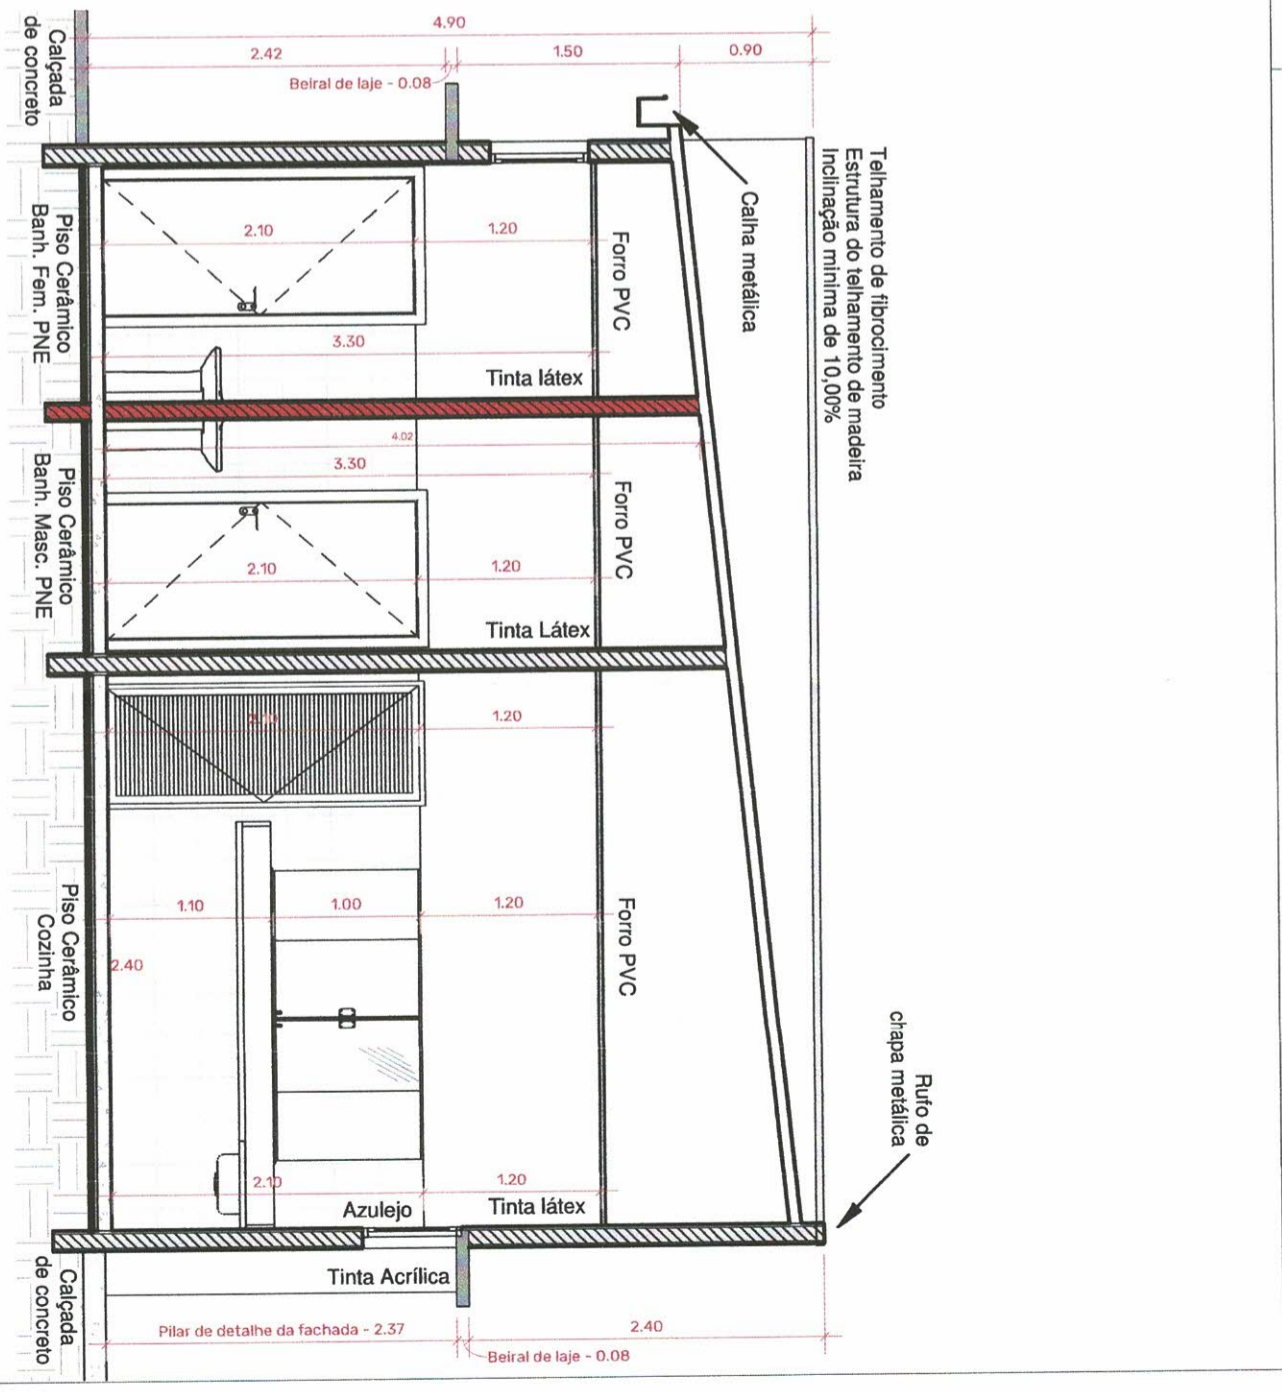 4.90
2.42
1.50
0.90
Beiral de laje - 0.08
Calçada
de concreto
Telhamento de fibrocimento
Estrutura do telhamento de madeira
Inclinação minima de 10,00%
Calha metálica
Piso Cerâmico
Banh. Fem. PNE
2.10
1.20
Forro PVC
3.30
Tinta látex
4.02
3.30
Piso Cerâmico
Banh. Masc. PNE
Forro PVC
2.10
1.20
Tinta Látex
1.20
Piso Cerâmico
Cozinha
1.10
1.00
1.20
Forro PVC
2.40
Rufo de
chapa metálica
2.10
1.20
Azulejo
Tinta látex
Tinta Acrílica
Calçada
de concreto
Pilar de detalhe da fachada - 2.37
2.40
Beiral de laje - 0.08